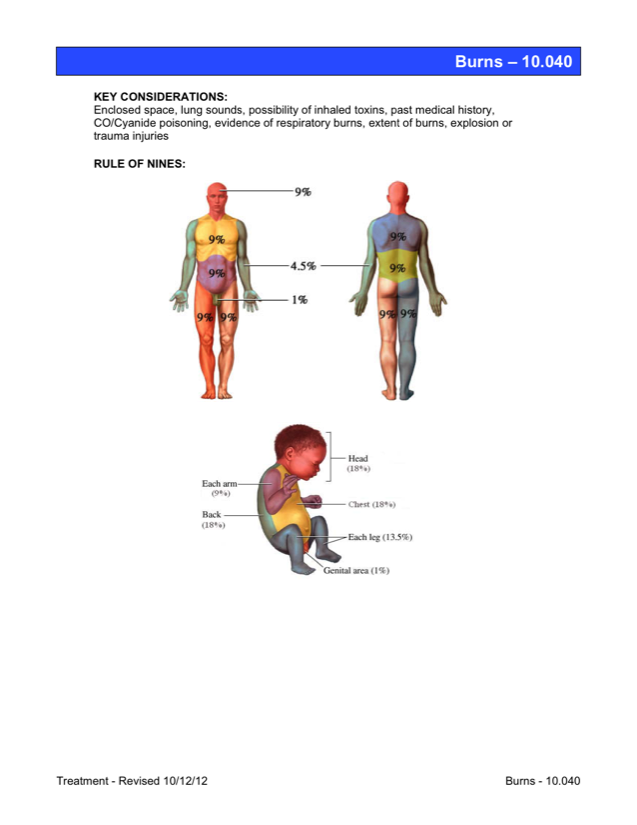 Burns – 10.040
KEY CONSIDERATIONS:
Enclosed space, lung sounds, possibility of inhaled toxins, past medical history,
CO/Cyanide poisoning, evidence of respiratory burns, extent of burns, explosion or
trauma injuries
RULE OF NINES:
9%
9%
9%
9%
9%
4.5%
1%
9% 9%
9% 9%
Head
(18%)
Each arm
(9%)
Chest (18%)
Back
(18%)
Each leg (13.5%)
Genital area (1%)
Treatment - Revised 10/12/12
Burns - 10.040